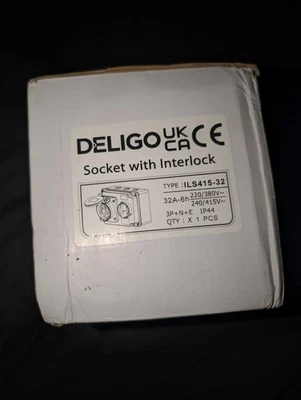 DELIGO UK CA CE
Socket with Interlock
TYPE : ILS415-32
32A-6h 220/380V~
240/415V~
3P+N+E IP44
QTY : X 1 PCS